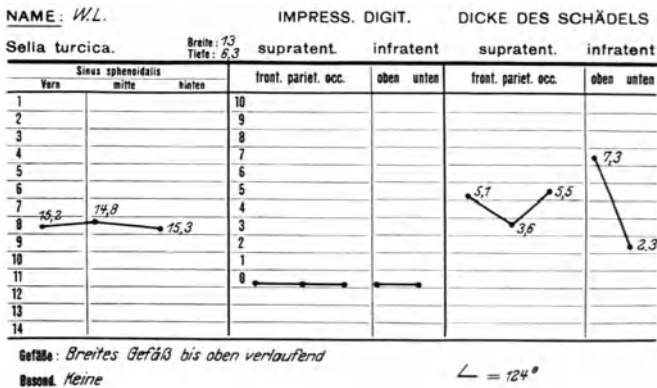 NAME: W.L. IMPRESS. DIGIT. DICKE DES SCHÄDELS
Sella turcica. Breite: 13 Tiefe: 6,3 supratent. infratent supratent. infratent
Sinus sphenoidalis
Vorn mitte hinten front. pariet. occ. oben unten front. pariet. occ. oben unten
1 10
2 9
3 8
4 7 7,3
5 6
6 5 5,1 5,5
7 4
15,2 14,8
8 15,3 3 3,6
9 2 2,3
10 1
11 0
12
13
14
Gefäße: Breites Gefäß bis oben verlaufend
Besond. Keine ∠ = 124°